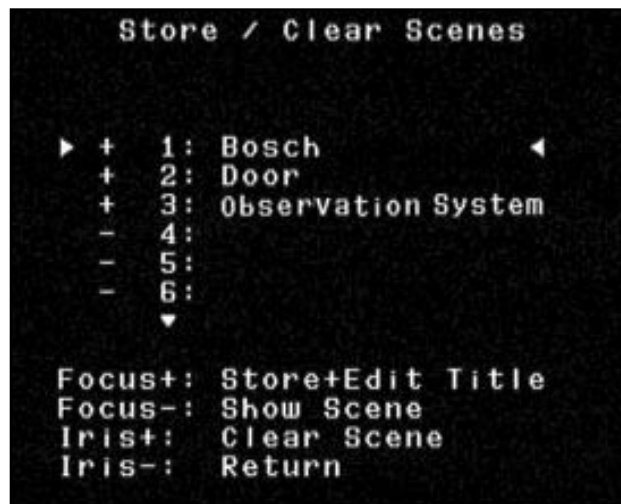 Store / Clear Scenes
+ 1: Bosch
+ 2: Door
+ 3: Observation System
- 4:
- 5:
- 6:
Focus+: Store+Edit Title
Focus-: Show Scene
Iris+: Clear Scene
Iris-: Return